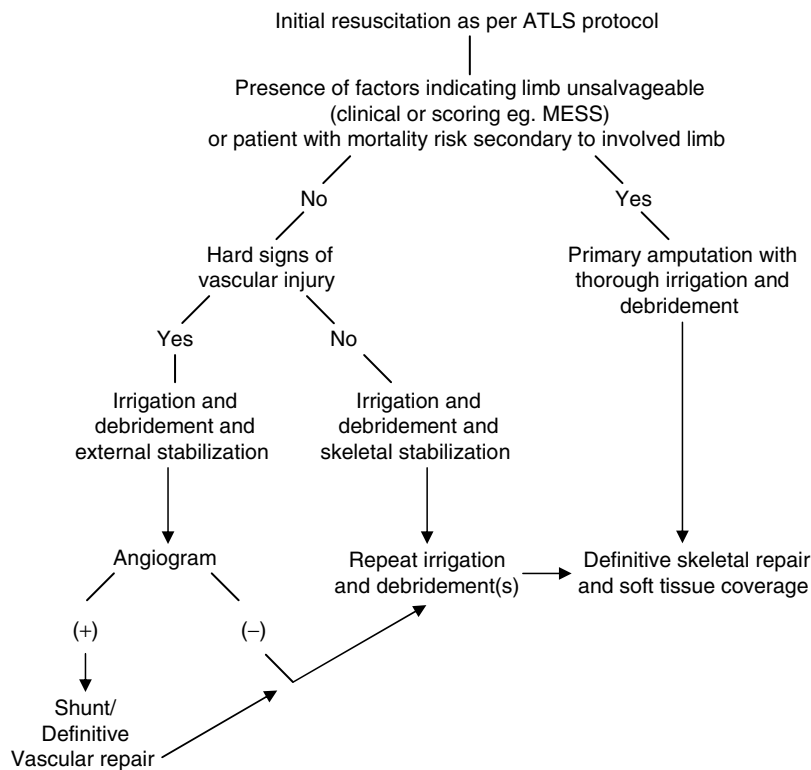 Initial resuscitation as per ATLS protocol
Presence of factors indicating limb unsalvageable
(clinical or scoring eg. MESS)
or patient with mortality risk secondary to involved limb
No
Yes
Hard signs of
vascular injury
Primary amputation with
thorough irrigation and
debridement
Yes
No
Irrigation and
debridement and
external stabilization
Irrigation and
debridement and
skeletal stabilization
Angiogram
Repeat irrigation
and debridement(s)
Definitive skeletal repair
and soft tissue coverage
(+)
(−)
Shunt/
Definitive
Vascular repair